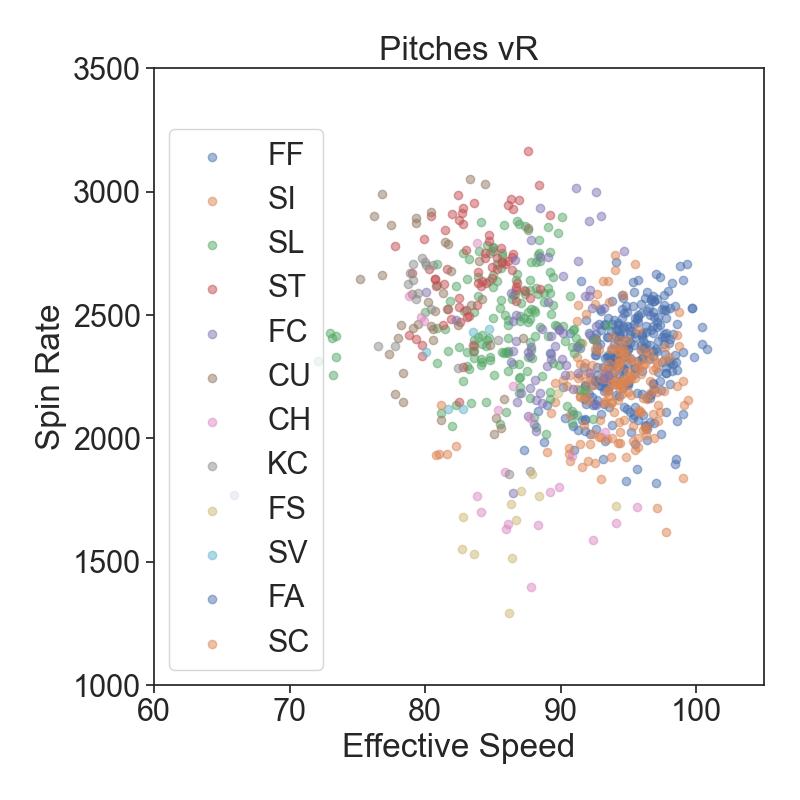 Pitches vR
3500
3000
2500
2000
1500
1000
Spin Rate
FF
SI
SL
ST
FC
CU
CH
KC
FS
SV
FA
SC
60 70 80 90 100
Effective Speed